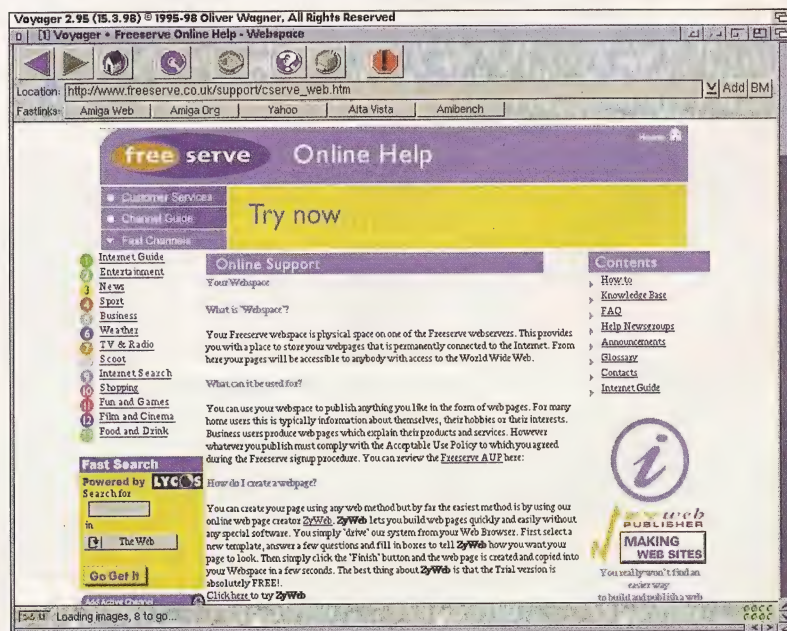 Voyager 2.95 (15.3.98) © 1995-98 Oliver Wagner, All Rights Reserved
[1] Voyager • Freeserve Online Help - Webspace
Location: http://www.freeserve.co.uk/support/cserve_web.htm
Add BM
Fastlinks: Amiga Web Amiga Org Yahoo Alta Vista Amibench
Home
free serve Online Help
Customer Services
Channel Guide
Fast Channels
Try now
1 Internet Guide
2 Entertainment
3 News
4 Sport
5 Business
6 Weather
7 TV & Radio
Scoot
9 Internet Search
10 Shopping
11 Fun and Games
12 Film and Cinema
Food and Drink
Fast Search
Powered by LYCOS
Search for
in
The Web
Go Get It
Add Active Channel
Online Support
Your Webspace
What is 'Webspace'?
Your Freeserve webspace is physical space on one of the Freeserve webservers. This provides
you with a place to store your webpages that is permanently connected to the Internet. From
here your pages will be accessible to anybody with access to the World Wide Web.
What can it be used for?
You can use your webspace to publish anything you like in the form of web pages. For many
home users this is typically information about themselves, their hobbies or their interests.
Business users produce web pages which explain their products and services. However
whatever you publish must comply with the Acceptable Use Policy to which you agreed
during the Freeserve signup procedure. You can review the Freeserve AUP here:
How do I create a webpage?
You can create your page using any web method but by far the easiest method is by using our
online web page creator ZyWeb. ZyWeb lets you build web pages quickly and easily without
any special software. You simply 'drive' our system from your Web Browser. First select a
new template, answer a few questions and fill in boxes to tell ZyWeb how you want your
page to look. Then simply click the "Finish" button and the web page is created and copied into
your Webspace in a few seconds. The best thing about ZyWeb is that the Trial version is
absolutely FREE!.
Click here to try ZyWeb
Contents
How to
Knowledge Base
FAQ
Help Newsgroups
Announcements
Glossary
Contacts
Internet Guide
i
zyweb
PUBLISHER
MAKING
WEB SITES
You really won't find an
easier way
to build and publish a web
Loading images, 8 to go...